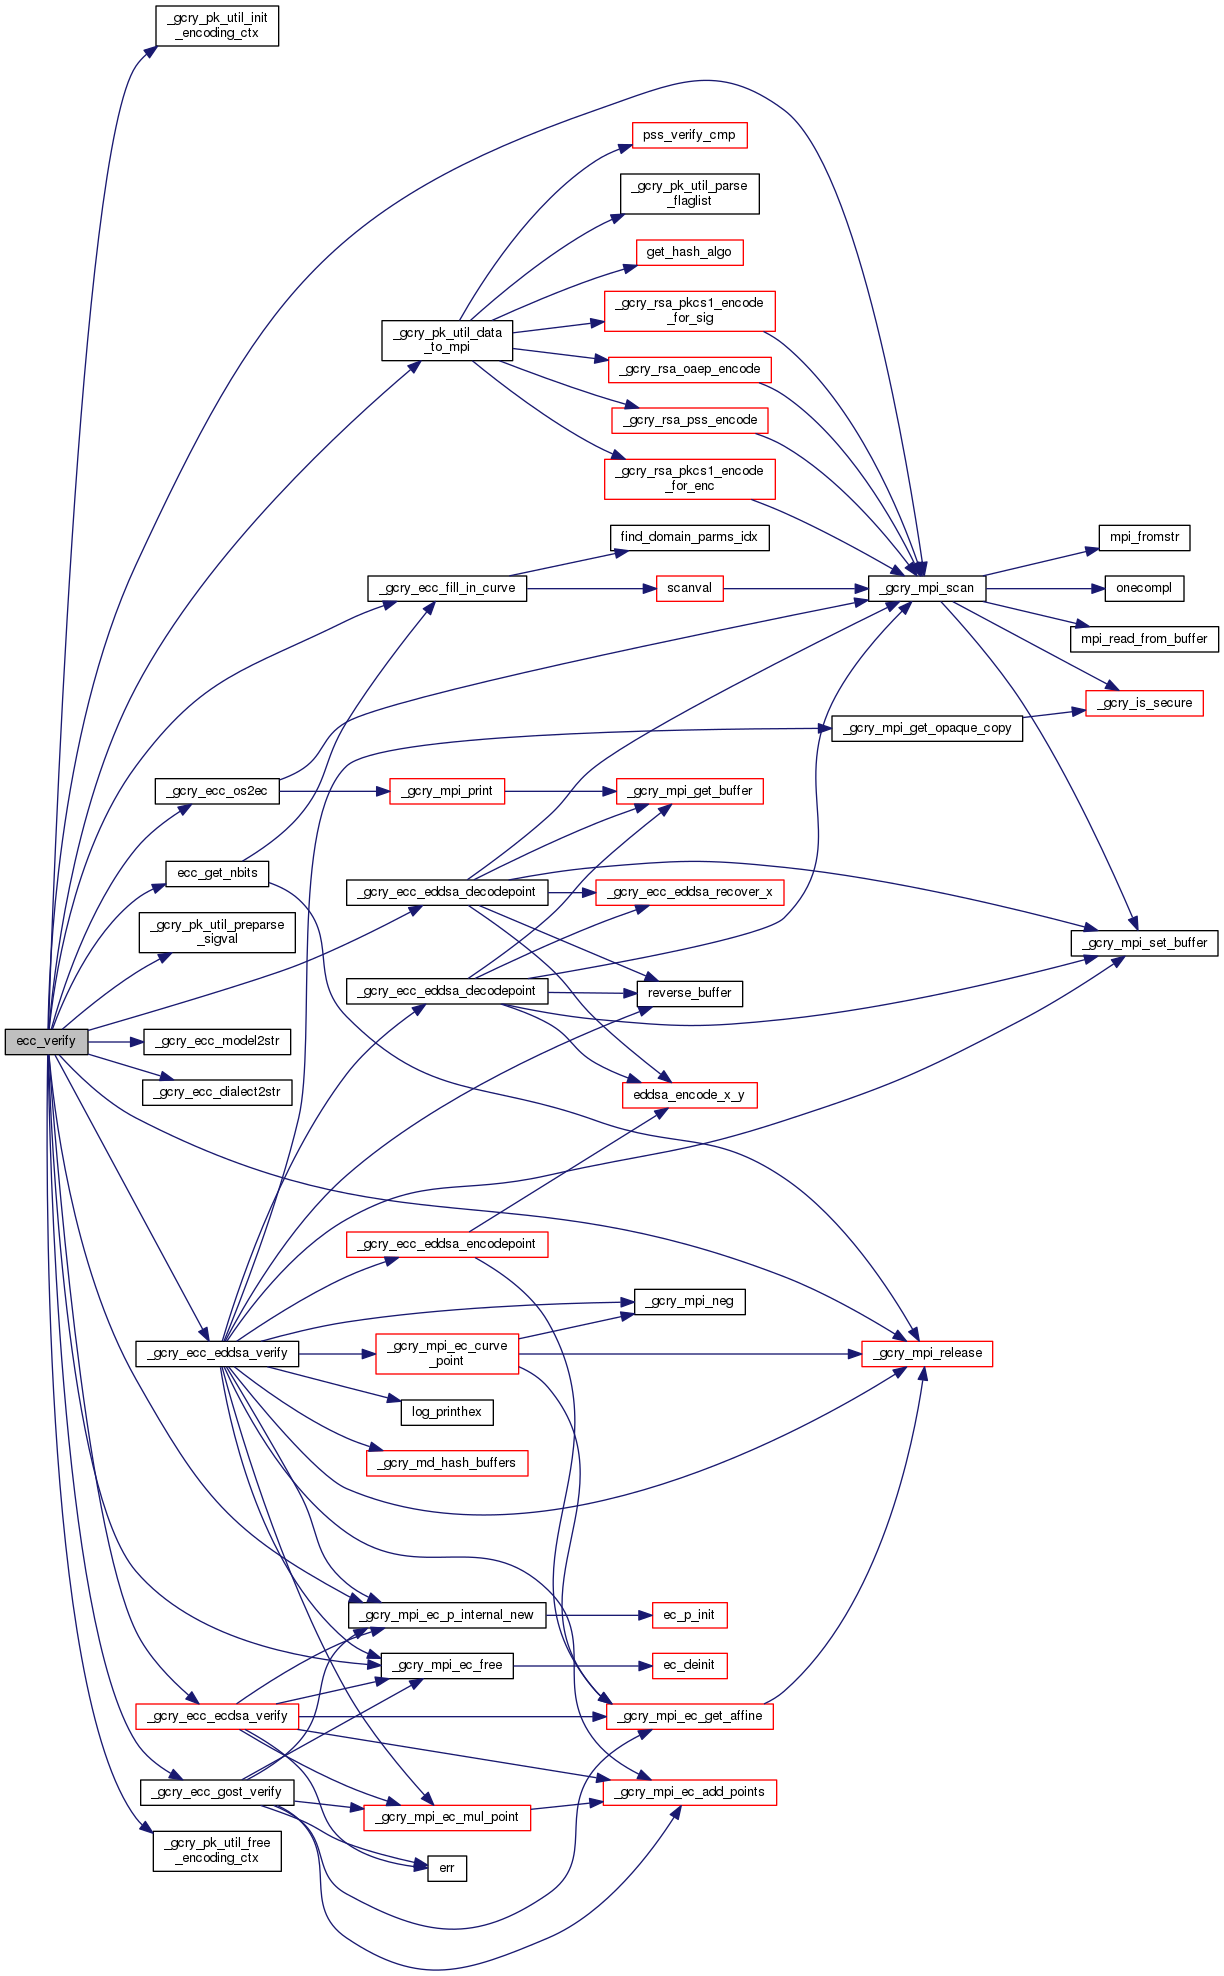 _gcry_pk_util_init
_encoding_ctx
pss_verify_cmp
_gcry_pk_util_parse
_flaglist
get_hash_algo
_gcry_rsa_pkcs1_encode
_for_sig
_gcry_pk_util_data
_to_mpi
_gcry_rsa_oaep_encode
_gcry_rsa_pss_encode
_gcry_rsa_pkcs1_encode
_for_enc
find_domain_parms_idx
mpi_fromstr
_gcry_ecc_fill_in_curve
scanval
_gcry_mpi_scan
onecompl
mpi_read_from_buffer
_gcry_is_secure
_gcry_mpi_get_opaque_copy
_gcry_ecc_os2ec
_gcry_mpi_print
_gcry_mpi_get_buffer
ecc_get_nbits
_gcry_ecc_eddsa_decodepoint
_gcry_ecc_eddsa_recover_x
_gcry_pk_util_preparse
_sigval
_gcry_mpi_set_buffer
_gcry_ecc_eddsa_decodepoint
reverse_buffer
ecc_verify
_gcry_ecc_model2str
_gcry_ecc_dialect2str
eddsa_encode_x_y
_gcry_ecc_eddsa_encodepoint
_gcry_mpi_neg
_gcry_ecc_eddsa_verify
_gcry_mpi_ec_curve
_point
_gcry_mpi_release
log_printhex
_gcry_md_hash_buffers
_gcry_mpi_ec_p_internal_new
ec_p_init
_gcry_mpi_ec_free
ec_deinit
_gcry_ecc_ecdsa_verify
_gcry_mpi_ec_get_affine
_gcry_ecc_gost_verify
_gcry_mpi_ec_add_points
_gcry_mpi_ec_mul_point
_gcry_pk_util_free
_encoding_ctx
err